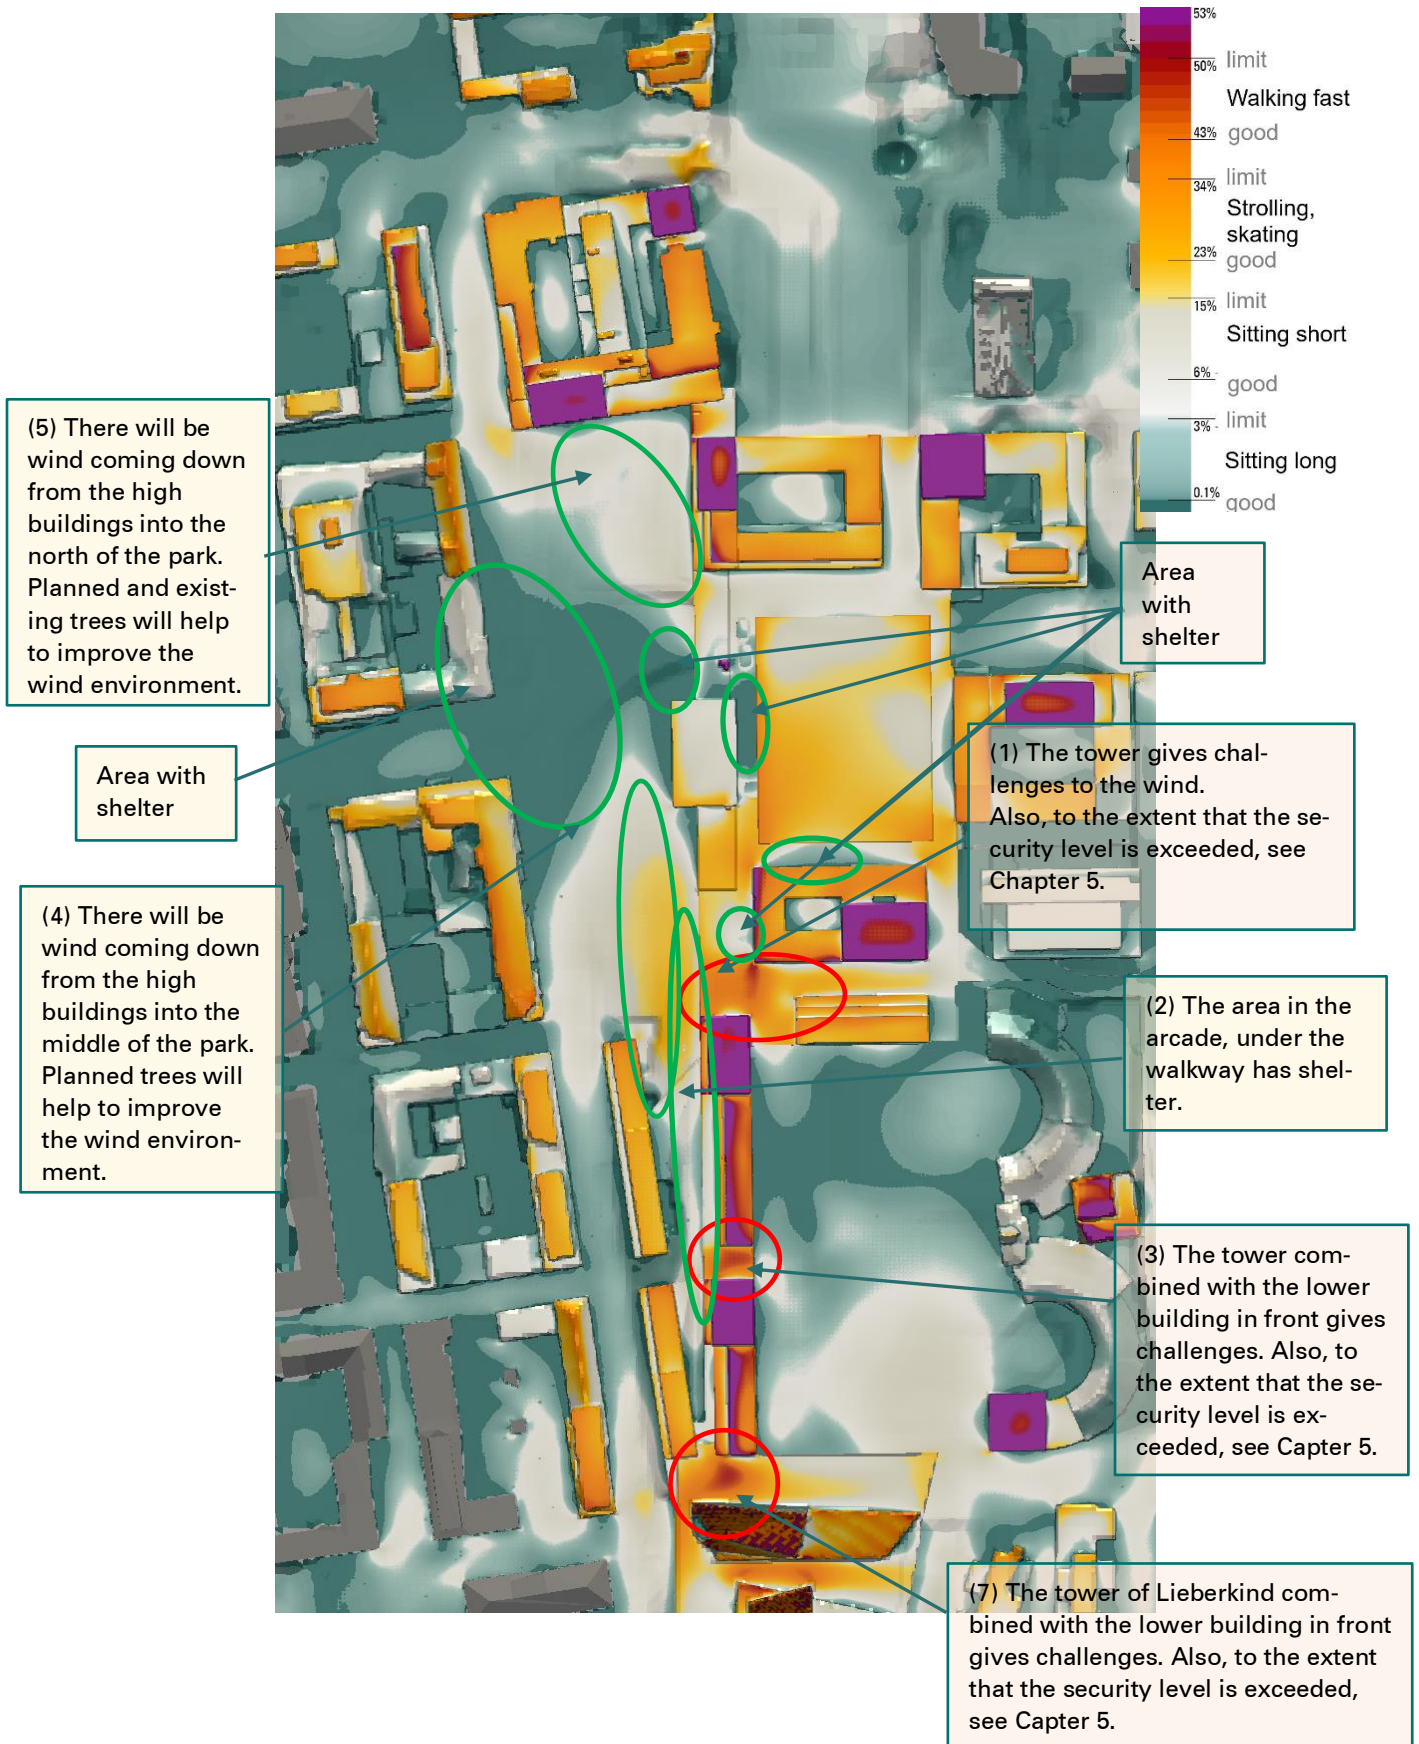 53%
50% limit
Walking fast
43% good
limit
34%
Strolling,
skating
23%
good
limit
15%
Sitting short
6%
good
limit
3%
Sitting long
0.1%
good
(5) There will be
wind coming down
from the high
buildings into the
north of the park.
Planned and exist-
ing trees will help
to improve the
wind environment.
Area
with
shelter
Area with
shelter
(1) The tower gives chal-
lenges to the wind.
Also, to the extent that the se-
curity level is exceeded, see
Chapter 5.
(4) There will be
wind coming down
from the high
buildings into the
middle of the park.
Planned trees will
help to improve
the wind environ-
ment.
(2) The area in the
arcade, under the
walkway has shel-
ter.
(3) The tower com-
bined with the lower
building in front gives
challenges. Also, to
the extent that the se-
curity level is ex-
ceeded, see Capter 5.
(7) The tower of Lieberkind com-
bined with the lower building in front
gives challenges. Also, to the extent
that the security level is exceeded,
see Capter 5.